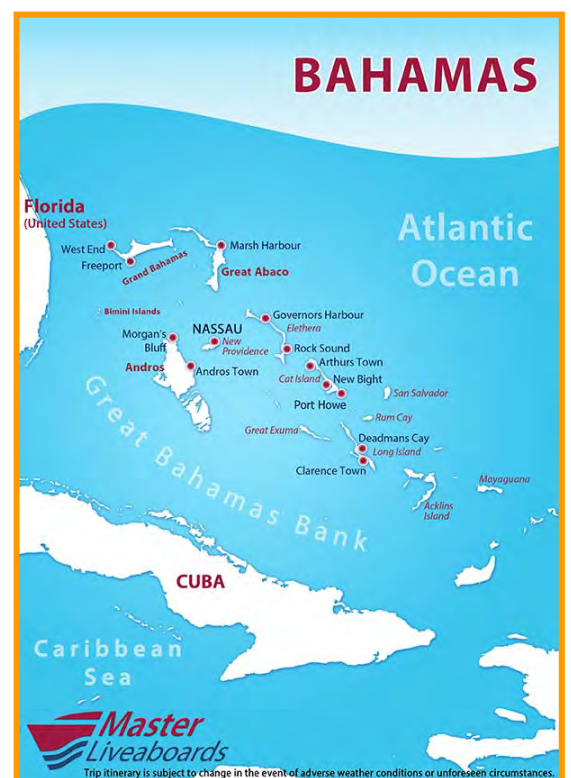 BAHAMAS
Florida
(United States)
Atlantic
Ocean
West End
Freeport
Grand Bahamas
Marsh Harbour
Great Abaco
Bimini Islands
Governors Harbour
Elethera
Morgan's
Bluff
NASSAU
New
Providence
Rock Sound
Andros
Andros Town
Arthurs Town
Cat Island
New Bight
Port Howe
San Salvador
Rum Cay
Great Exuma
Deadmans Cay
Long Island
Clarence Town
Mayaguana
Acklins
Island
Great Bahamas Bank
CUBA
Caribbean
Sea
Master
Liveaboards
Trip itinerary is subject to change in the event of adverse weather conditions or unforeseen circumstances.